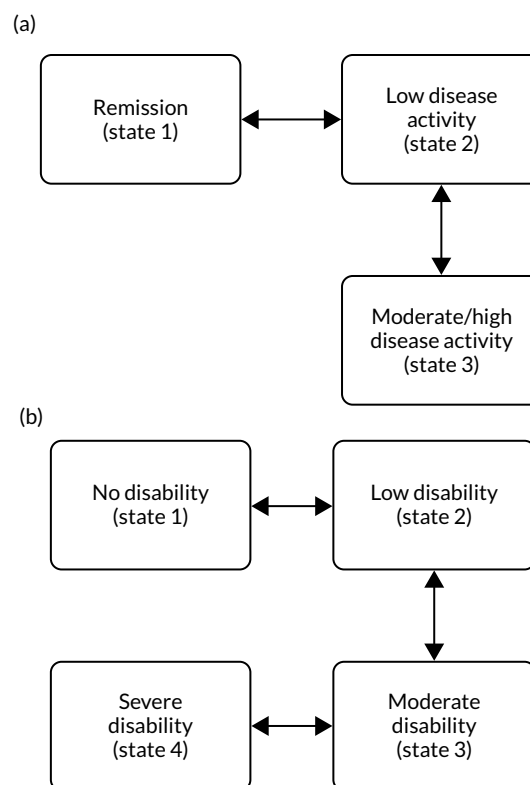 (a)
Remission
(state 1)
Low disease
activity
(state 2)
Moderate/high
disease activity
(state 3)
(b)
No disability
(state 1)
Low disability
(state 2)
Severe
disability
(state 4)
Moderate
disability
(state 3)